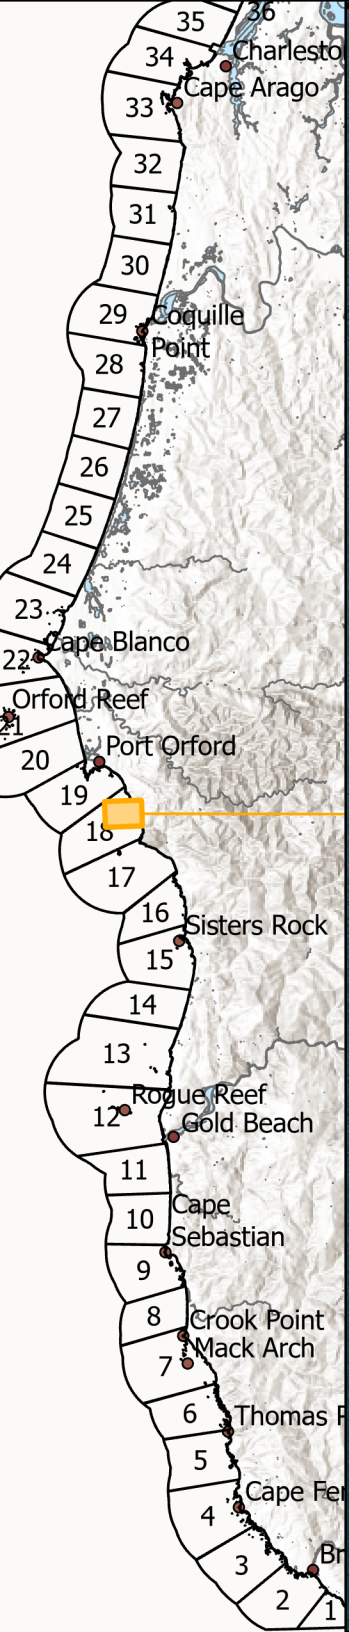 36
35
Charlesto
34
Cape Arago
33
32
31
30
29
Coquille
Point
28
27
26
25
24
23
Cape Blanco
22
Orford Reef
21
Port Orford
20
19
18
17
16
Sisters Rock
15
14
13
Rogue Reef
12
Gold Beach
11
Cape
Sebastian
10
9
8
Crook Point
Mack Arch
7
6
Thomas P
5
Cape Fer
4
3
Br
2
1